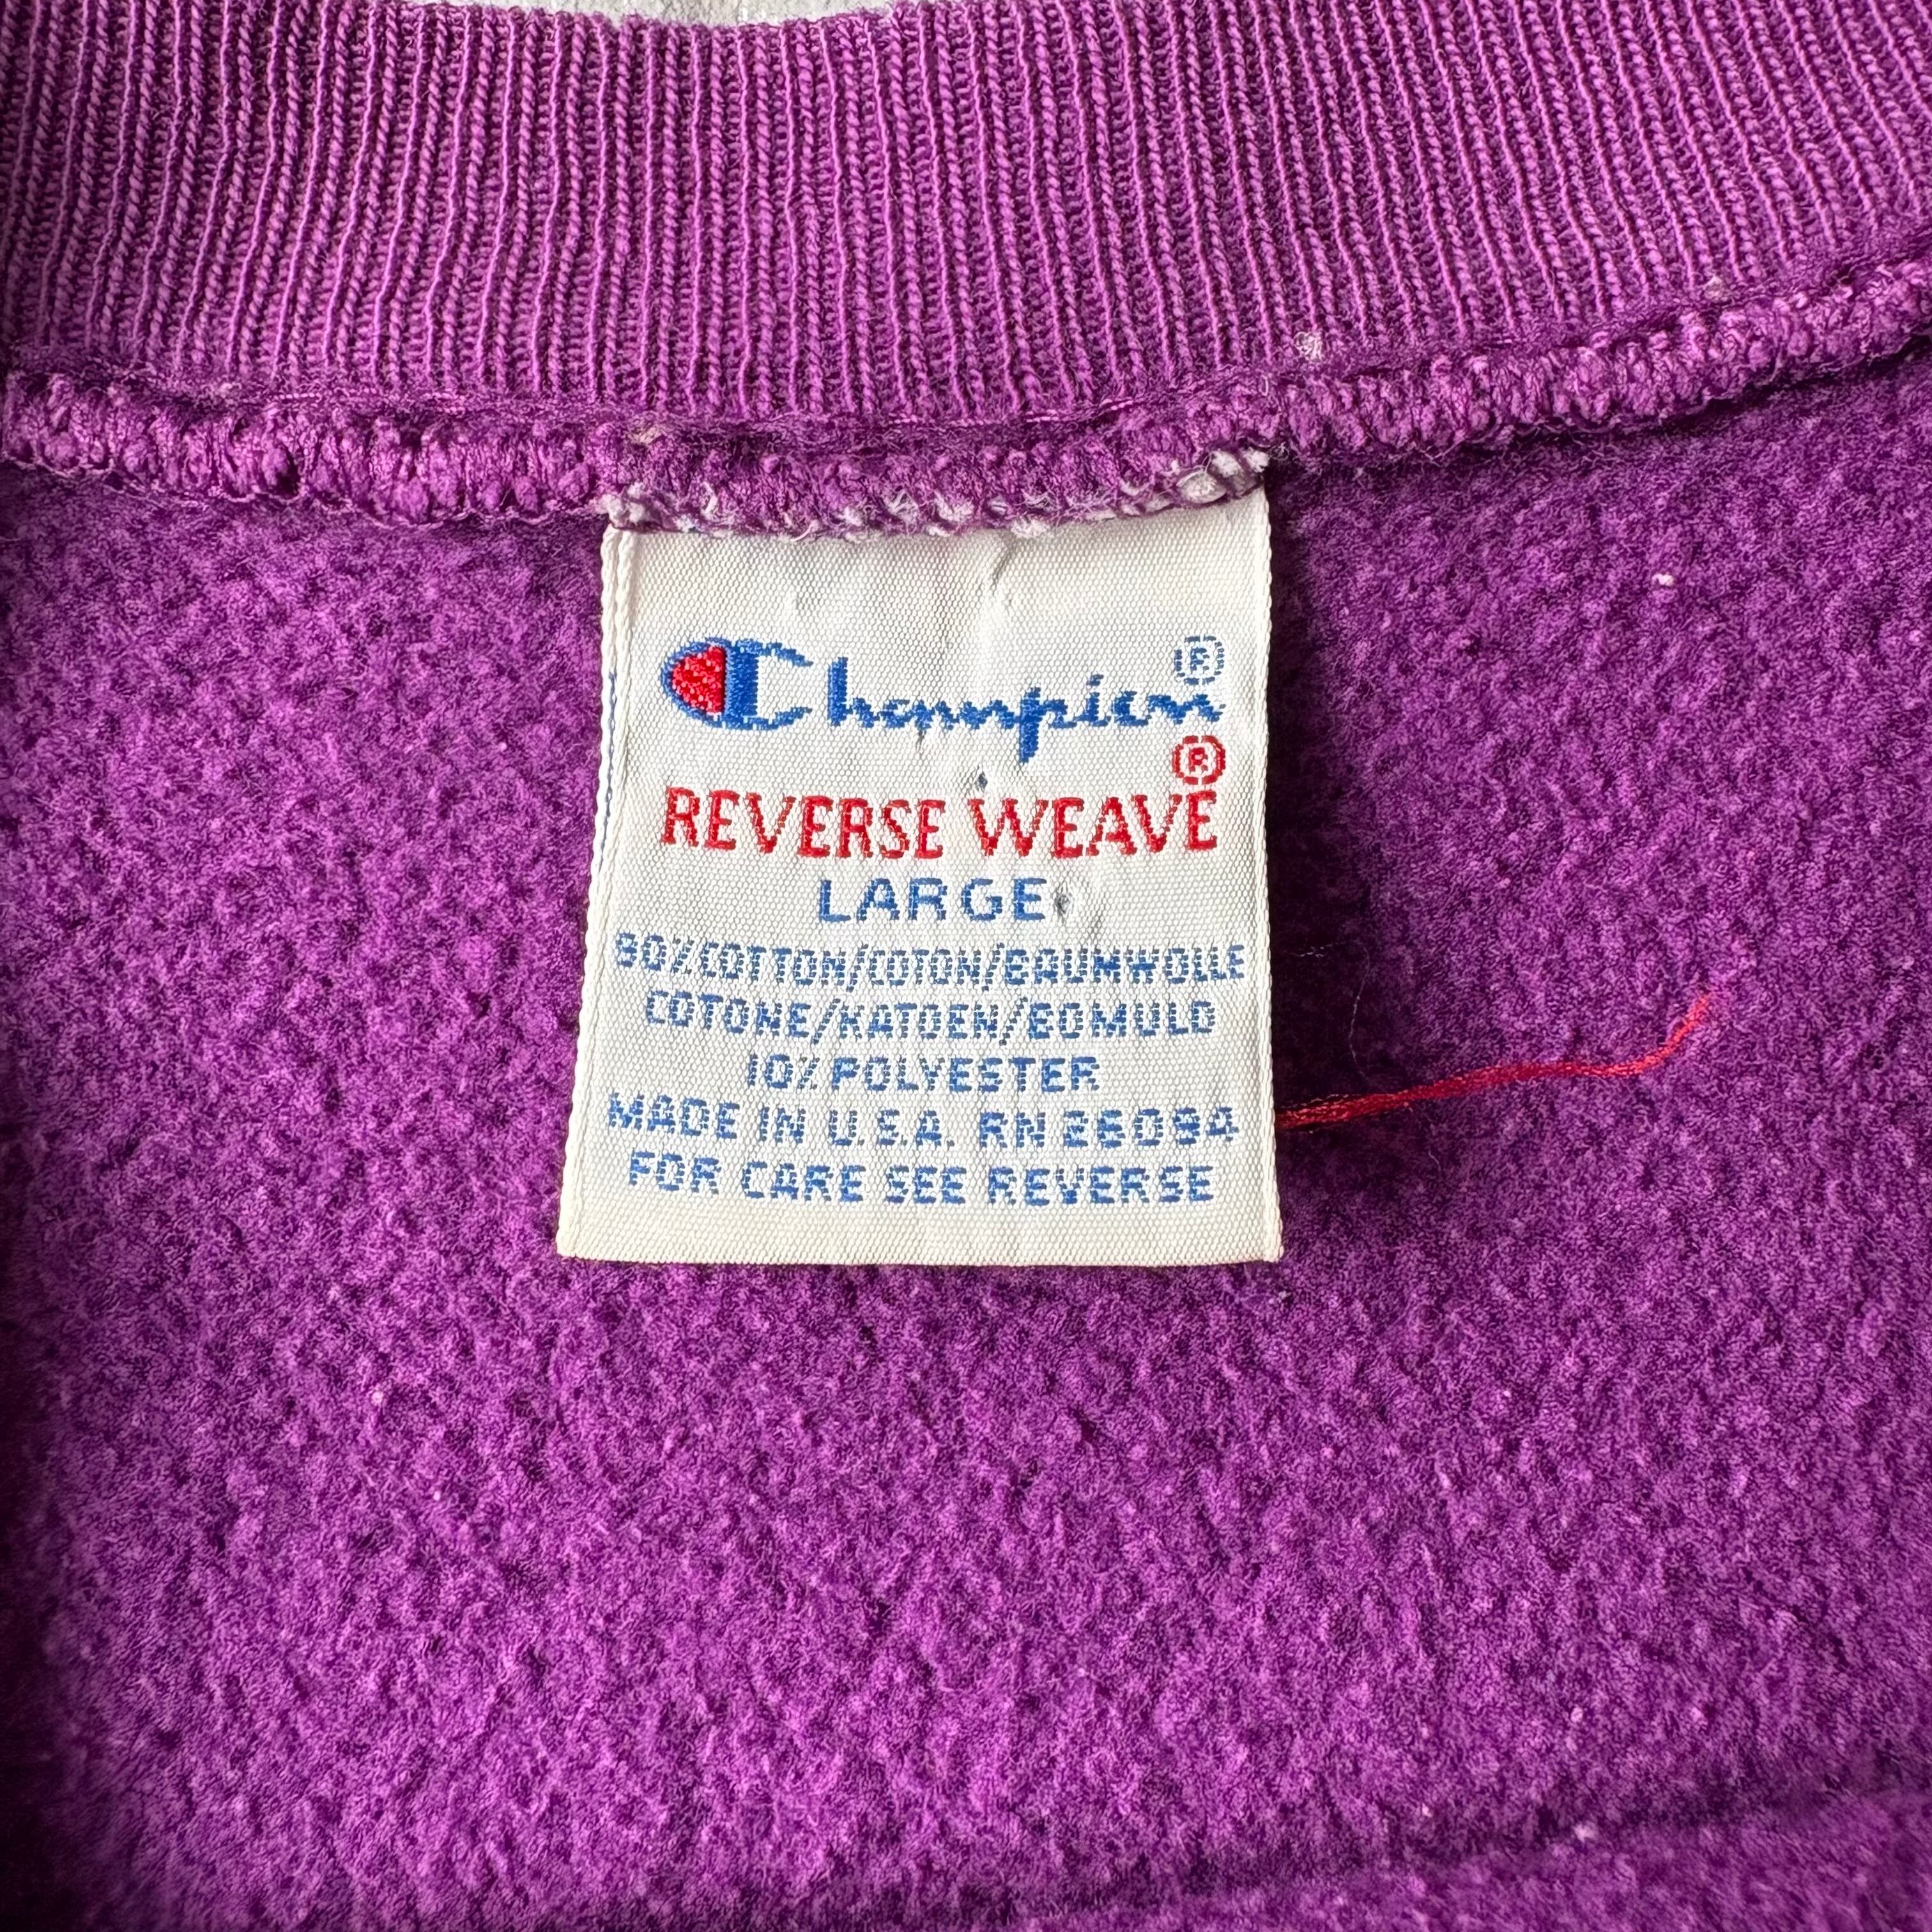 Champion®
REVERSE WEAVE®
LARGE
90%COTTON/COTON/BAUMWOLLE
COTONE/KATOEN/BOMULD
10% POLYESTER
MADE IN U.S.A. RN 26094
FOR CARE SEE REVERSE